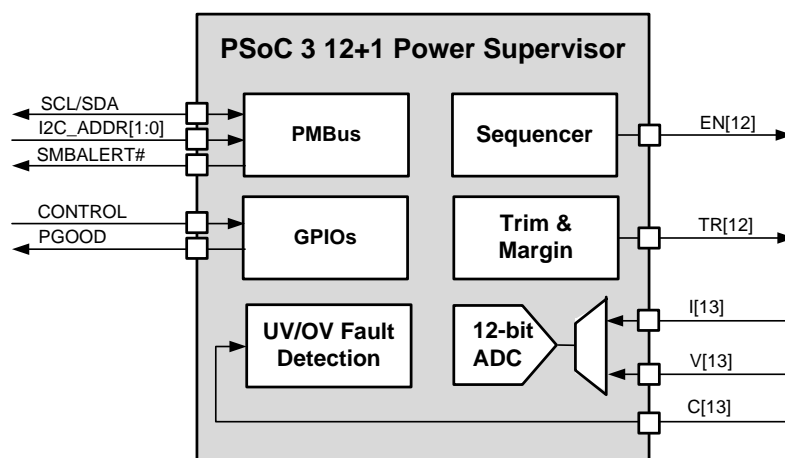 PSoC 3 12+1 Power Supervisor
SCL/SDA
I2C_ADDR[1:0]
SMBALERT#
PMBus
Sequencer
EN[12]
CONTROL
PGOOD
GPIOs
Trim &
Margin
TR[12]
UV/OV Fault
Detection
12-bit
ADC
I[13]
V[13]
C[13]